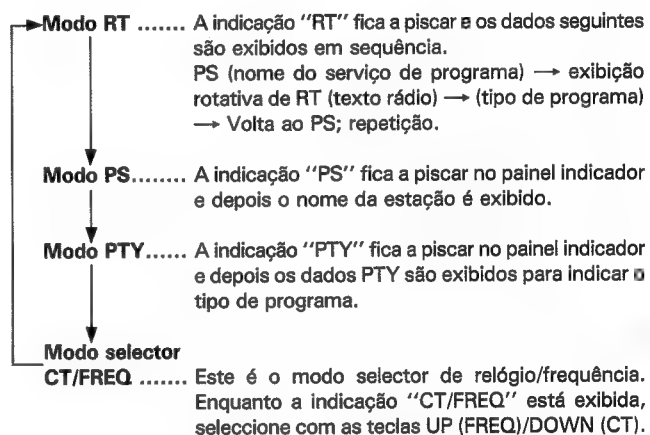 Modo RT ....... A indicação "RT" fica a piscar e os dados seguintes
são exibidos em sequência.
PS (nome do serviço de programa) → exibição
rotativa de RT (texto rádio) → (tipo de programa)
→ Volta ao PS; repetição.
Modo PS........ A indicação "PS" fica a piscar no painel indicador
e depois o nome da estação é exibido.
Modo PTY...... A indicação "PTY" fica a piscar no painel indicador
e depois os dados PTY são exibidos para indicar o
tipo de programa.
Modo selector
CT/FREQ ....... Este é o modo selector de relógio/frequência.
Enquanto a indicação "CT/FREQ" está exibida,
seleccione com as teclas UP (FREQ)/DOWN (CT).